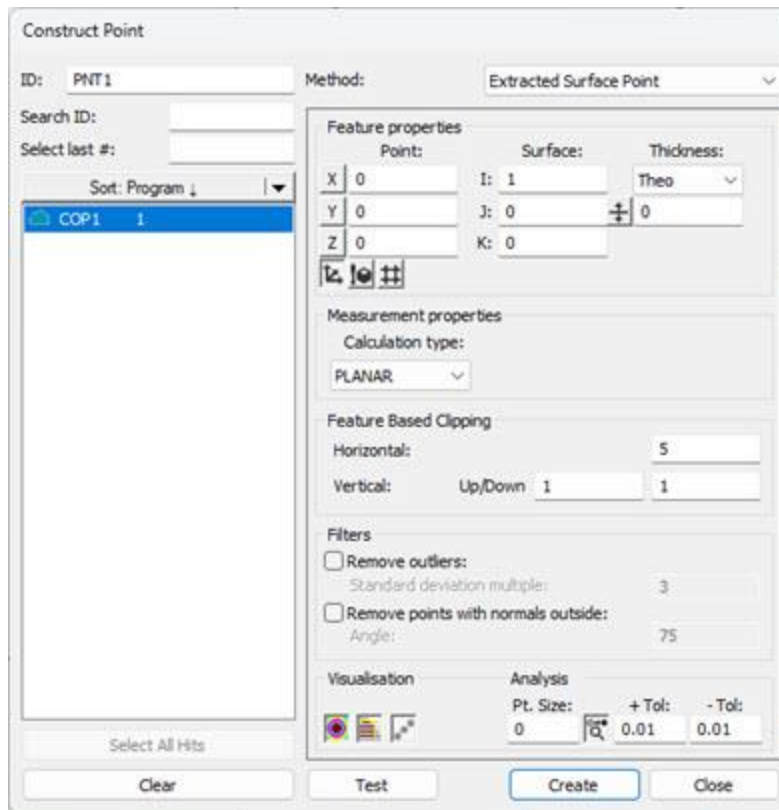 Construct Point
ID: PNT1
Method: Extracted Surface Point
Search ID:
Select last #:
Sort: Program ↓
COP1 1
Select All Hits
Clear
Feature properties
Point: Surface: Thickness:
X 0 I: 1 Theo
Y 0 J: 0 0
Z 0 K: 0
Measurement properties
Calculation type:
PLANAR
Feature Based Clipping
Horizontal: 5
Vertical: Up/Down 1 1
Filters
Remove outliers:
Standard deviation multiple: 3
Remove points with normals outside:
Angle: 75
Visualisation Analysis
Pt. Size: + Tol: - Tol:
0 0.01 0.01
Test Create Close